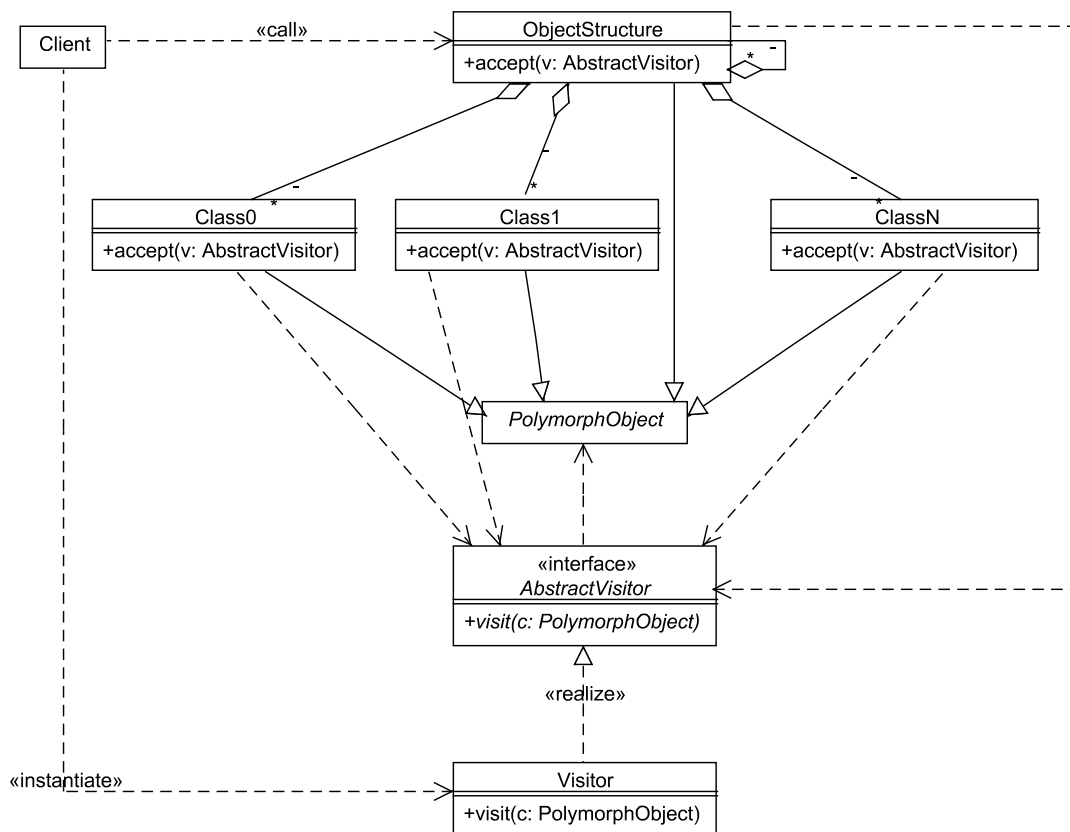 «call»
Client
ObjectStructure
+accept(v: AbstractVisitor)
-
*
-
*
-
*
-
*
Class0
+accept(v: AbstractVisitor)
Class1
+accept(v: AbstractVisitor)
ClassN
+accept(v: AbstractVisitor)
PolymorphObject
«interface»
AbstractVisitor
+visit(c: PolymorphObject)
«realize»
«instantiate»
Visitor
+visit(c: PolymorphObject)